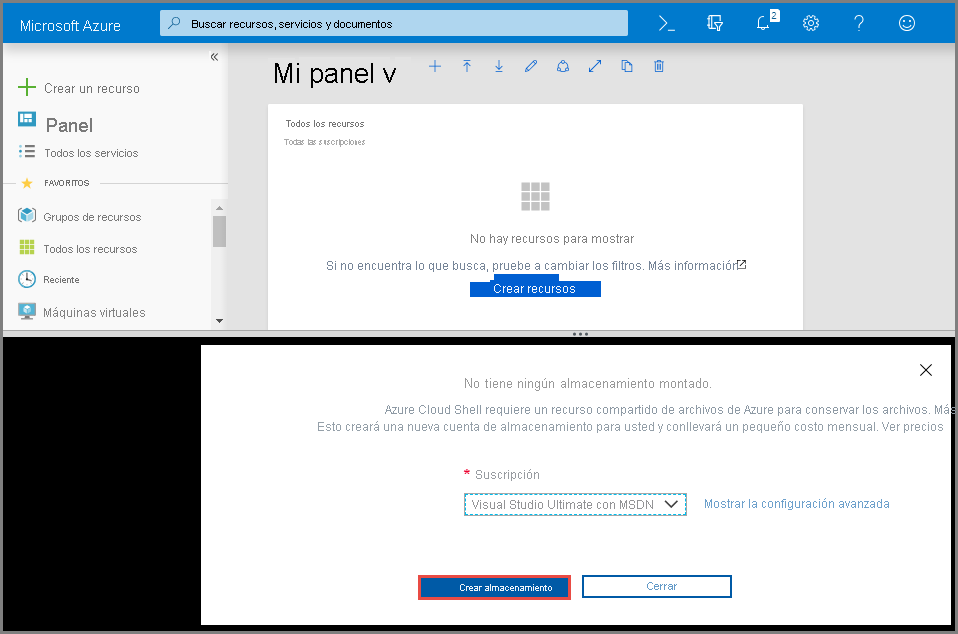 Microsoft Azure
Buscar recursos, servicios y documentos
2
Crear un recurso
Panel
Todos los servicios
FAVORITOS
Grupos de recursos
Todos los recursos
Reciente
Máquinas virtuales
Mi panel v
Todos los recursos
Todas las suscripciones
No hay recursos para mostrar
Si no encuentra lo que busca, pruebe a cambiar los filtros. Más informaciór
Crear recursos
No tiene ningún almacenamiento montado.
Azure Cloud Shell requiere un recurso compartido de archivos de Azure para conservar los archivos. Más
Esto creará una nueva cuenta de almacenamiento para usted y conllevará un pequeño costo mensual. Ver precios
* Suscripción
Visual Studio Ultimate con MSDN
Mostrar la configuración avanzada
Crear almacenamiento
Cerrar